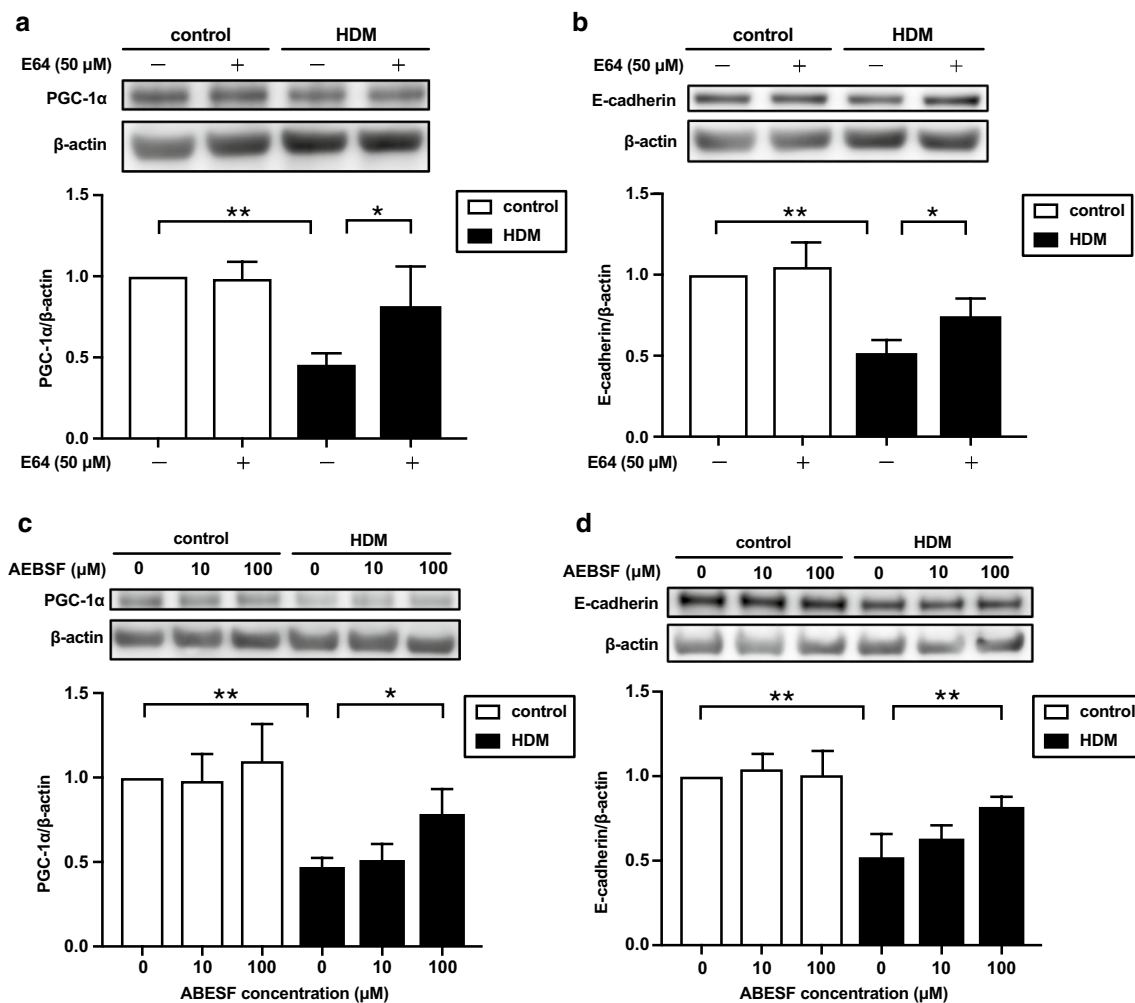 a
control HDM
E64 (50 µM) — + — +
PGC-1α
β-actin
1.5
1.0
0.5
0.0
PGC-1α/β-actin
** *
control
HDM
E64 (50 µM) — + — +
b
control HDM
E64 (50 µM) — + — +
E-cadherin
β-actin
1.5
1.0
0.5
0.0
E-cadherin/β-actin
** *
control
HDM
E64 (50 µM) — + — +
c
control HDM
AEBSF (µM) 0 10 100 0 10 100
PGC-1α
β-actin
1.5
1.0
0.5
0.0
PGC-1α/β-actin
** *
control
HDM
0 10 100 0 10 100
ABESF concentration (µM)
d
control HDM
AEBSF (µM) 0 10 100 0 10 100
E-cadherin
β-actin
1.5
1.0
0.5
0.0
E-cadherin/β-actin
** **
control
HDM
0 10 100 0 10 100
ABESF concentration (µM)